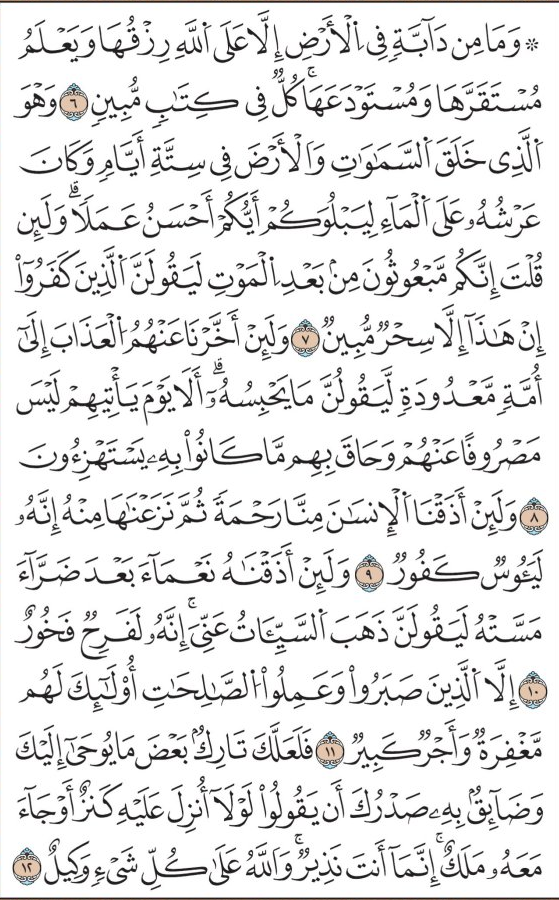 ۞ وَمَا مِن دَآبَّةٍ فِي ٱلۡأَرۡضِ إِلَّا عَلَى ٱللَّهِ رِزۡقُهَا وَيَعۡلَمُ
مُسۡتَقَرَّهَا وَمُسۡتَوۡدَعَهَاۚ كُلّٞ فِي كِتَٰبٖ مُّبِينٖ ٦ وَهُوَ
ٱلَّذِي خَلَقَ ٱلسَّمَٰوَٰتِ وَٱلۡأَرۡضَ فِي سِتَّةِ أَيَّامٖ وَكَانَ
عَرۡشُهُۥ عَلَى ٱلۡمَآءِ لِيَبۡلُوَكُمۡ أَيُّكُمۡ أَحۡسَنُ عَمَلٗاۗ وَلَئِن
قُلۡتَ إِنَّكُم مَّبۡعُوثُونَ مِنۢ بَعۡدِ ٱلۡمَوۡتِ لَيَقُولَنَّ ٱلَّذِينَ كَفَرُوٓاْ
إِنۡ هَٰذَآ إِلَّا سِحۡرٞ مُّبِينٞ ٧ وَلَئِنۡ أَخَّرۡنَا عَنۡهُمُ ٱلۡعَذَابَ إِلَىٰٓ
أُمَّةٖ مَّعۡدُودَةٖ لَّيَقُولُنَّ مَا يَحۡبِسُهُۥٓۗ أَلَا يَوۡمَ يَأۡتِيهِمۡ لَيۡسَ
مَصۡرُوفًا عَنۡهُمۡ وَحَاقَ بِهِم مَّا كَانُواْ بِهِۦ يَسۡتَهۡزِءُونَ
٨ وَلَئِنۡ أَذَقۡنَا ٱلۡإِنسَٰنَ مِنَّا رَحۡمَةٗ ثُمَّ نَزَعۡنَٰهَا مِنۡهُ إِنَّهُۥ
لَيَـُٔوسٞ كَفُورٞ ٩ وَلَئِنۡ أَذَقۡنَٰهُ نَعۡمَآءَ بَعۡدَ ضَرَّآءَ
مَسَّتۡهُ لَيَقُولَنَّ ذَهَبَ ٱلسَّيِّـَٔاتُ عَنِّيٓۚ إِنَّهُۥ لَفَرِحٞ فَخُورٌ
١٠ إِلَّا ٱلَّذِينَ صَبَرُواْ وَعَمِلُواْ ٱلصَّٰلِحَٰتِ أُوْلَٰٓئِكَ لَهُم
مَّغۡفِرَةٞ وَأَجۡرٞ كَبِيرٞ ١١ فَلَعَلَّكَ تَارِكُۢ بَعۡضَ مَا يُوحَىٰٓ إِلَيۡكَ
وَضَآئِقُۢ بِهِۦ صَدۡرُكَ أَن يَقُولُواْ لَوۡلَآ أُنزِلَ عَلَيۡهِ كَنزٌ أَوۡ جَآءَ
مَعَهُۥ مَلَكٌۚ إِنَّمَآ أَنتَ نَذِيرٞۚ وَٱللَّهُ عَلَىٰ كُلِّ شَيۡءٖ وَكِيلٌ ١٢